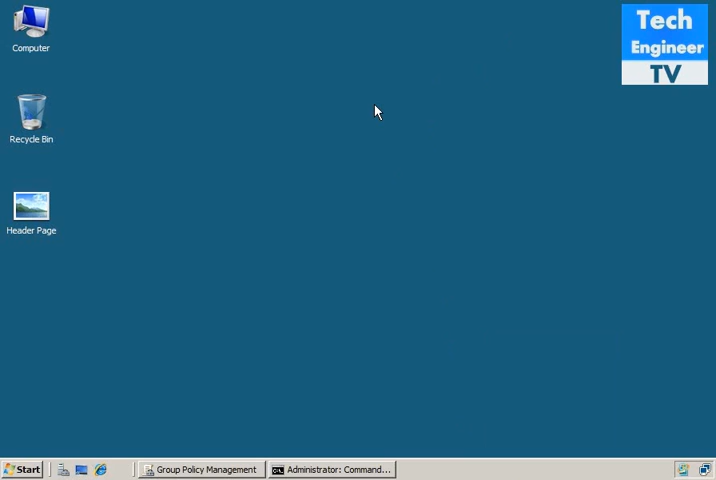 Computer
Recycle Bin
Header Page
Tech
Engineer
TV
Start
Group Policy Management
Administrator: Command...